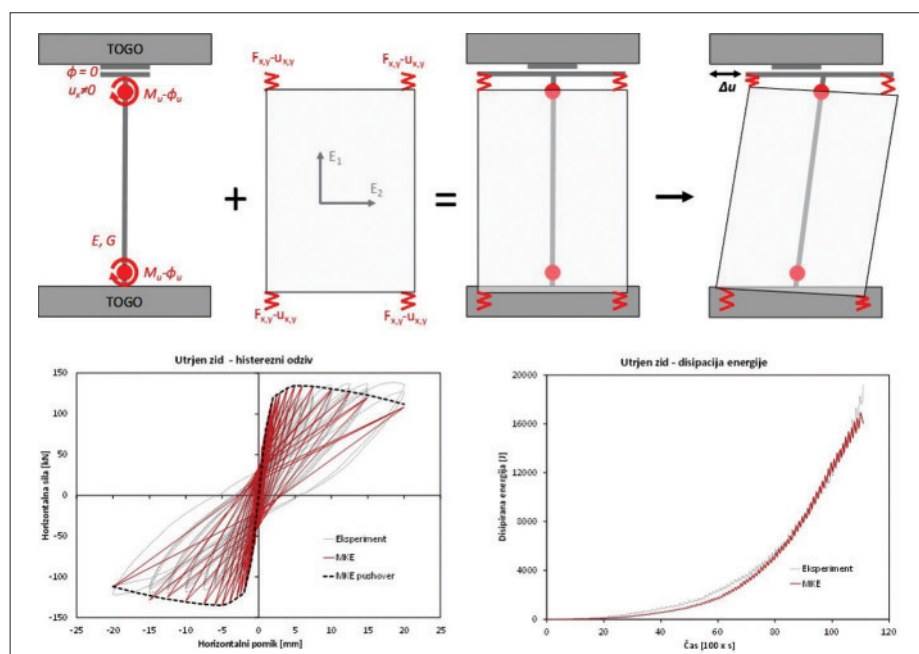 TOGO
ϕ = 0
uₓ≠0
Mᵤ-ϕᵤ
E, G
Mᵤ-ϕᵤ
TOGO
+
Fₓ,ᵧ-uₓ,ᵧ Fₓ,ᵧ-uₓ,ᵧ
E₁
E₂
Fₓ,ᵧ-uₓ,ᵧ Fₓ,ᵧ-uₓ,ᵧ
=
Δu
Utrjen zid - histerezni odziv
Horizontalna sila [kN]
150
100
50
0
-50
-100
-150
-25 -20 -15 -10 -5 0 5 10 15 20 25
Horizontalni pomik [mm]
Eksperiment
MKE
MKE pushover
Utrjen zid - disipacija energije
Disipirana energija [J]
20000
16000
12000
8000
4000
0
0 20 40 60 80 100 120
Čas [100 x s]
Eksperiment
MKE